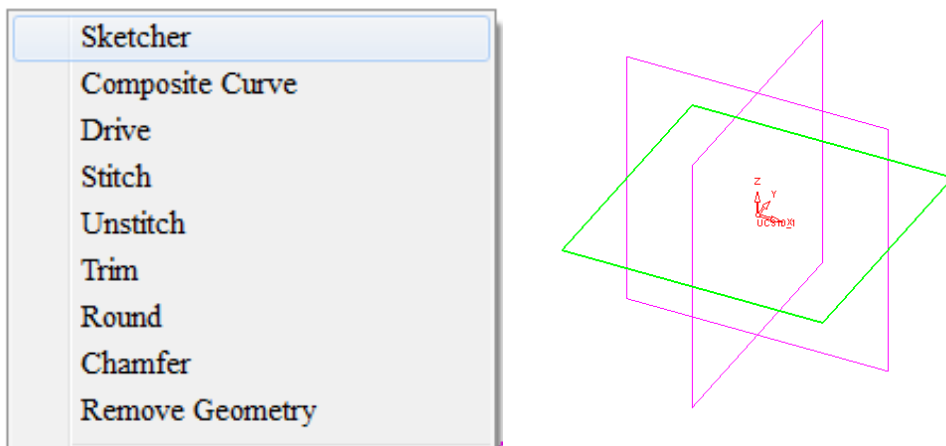 Sketcher
Composite Curve
Drive
Stitch
Unstitch
Trim
Round
Chamfer
Remove Geometry
Z
Y
X